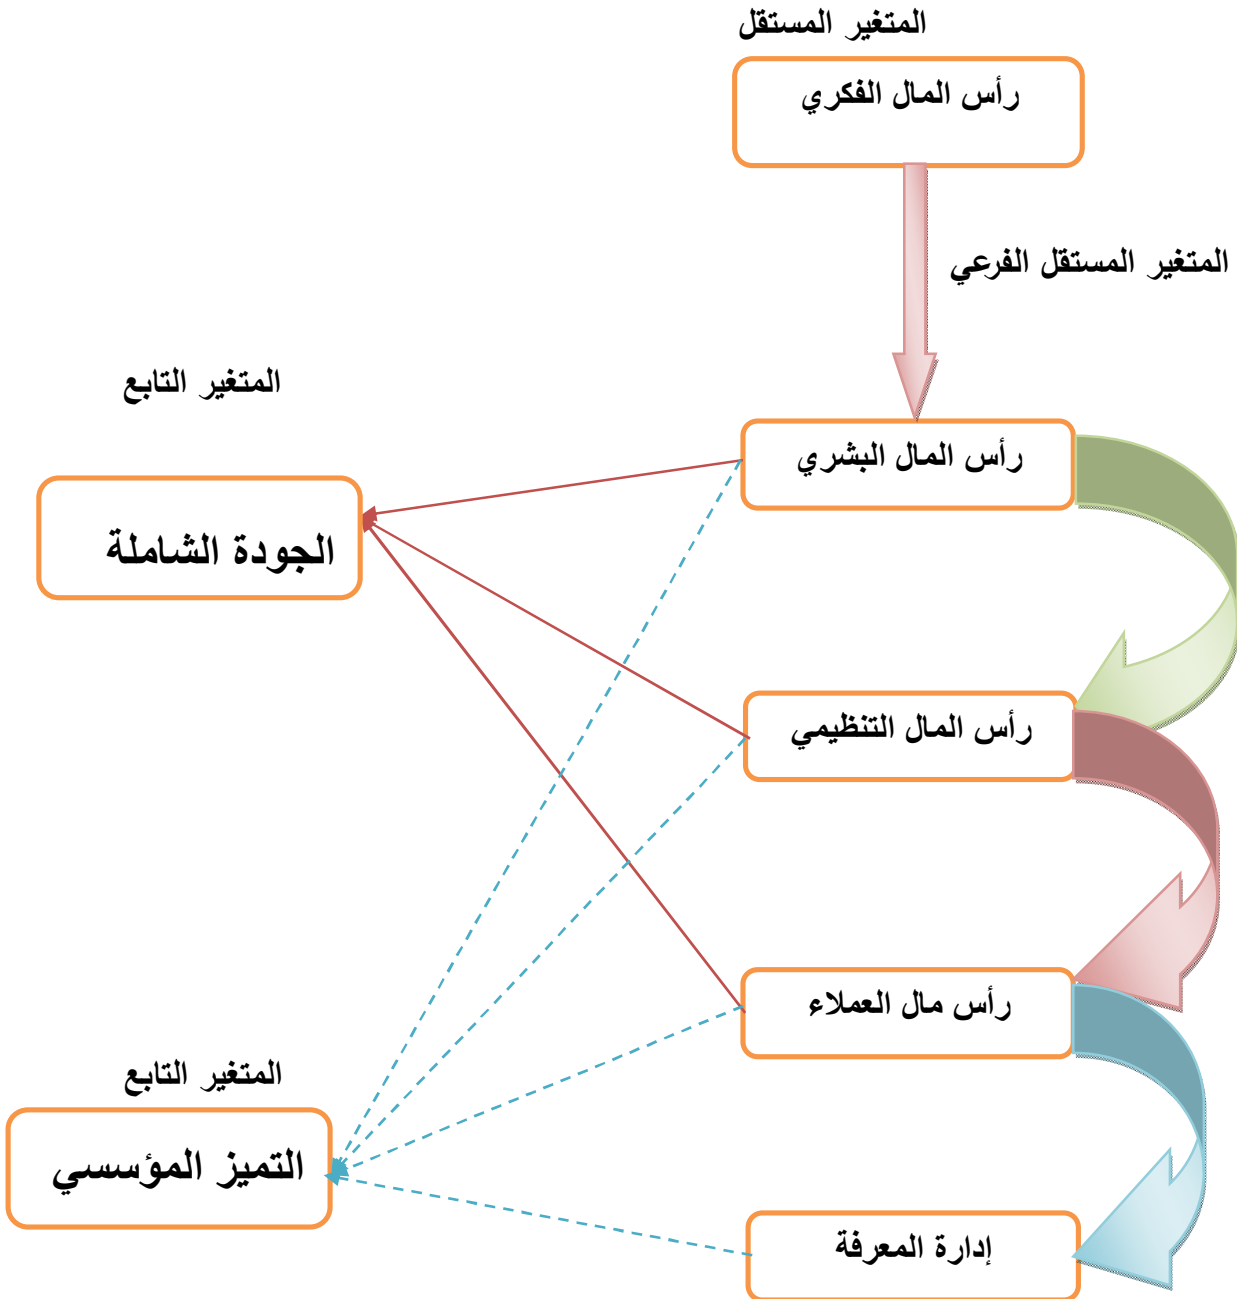 المتغير المستقل
رأس المال الفكري
المتغير المستقل الفرعي
المتغير التابع
رأس المال البشري
الجودة الشاملة
رأس المال التنظيمي
رأس مال العملاء
المتغير التابع
التميز المؤسسي
إدارة المعرفة